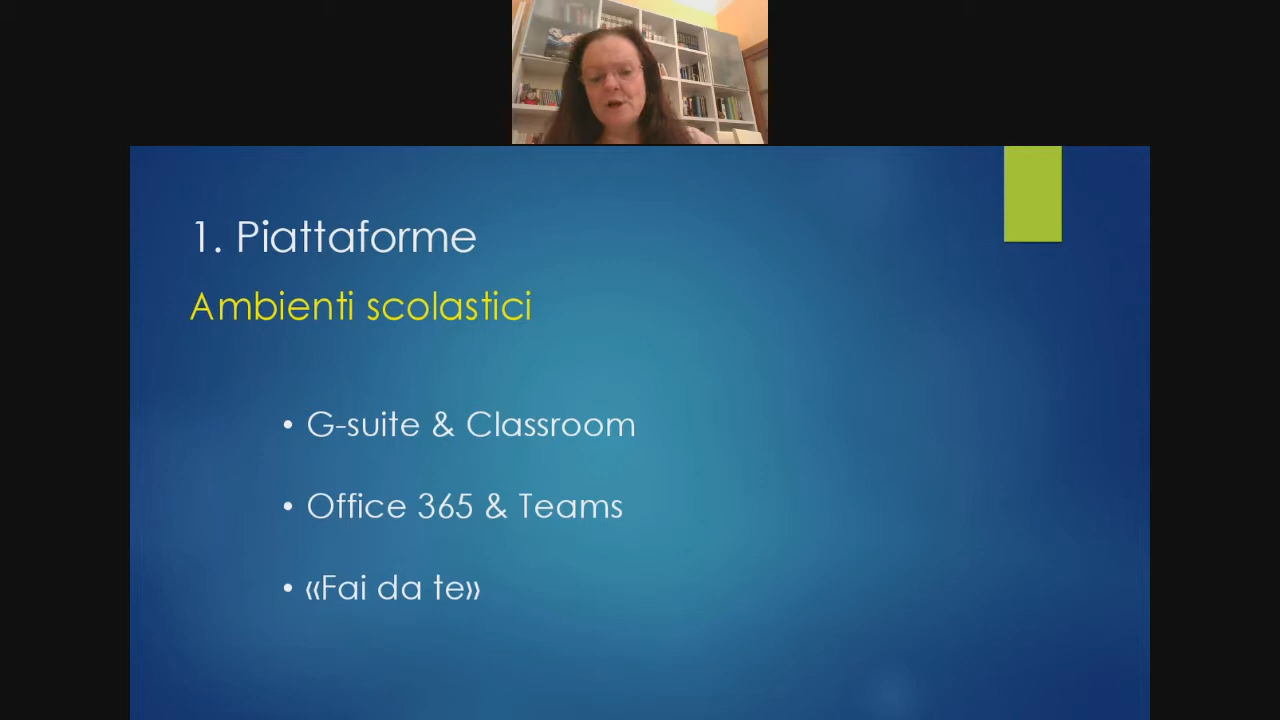 1. Piattaforme
Ambienti scolastici
• G-suite & Classroom
• Office 365 & Teams
• «Fai da te»